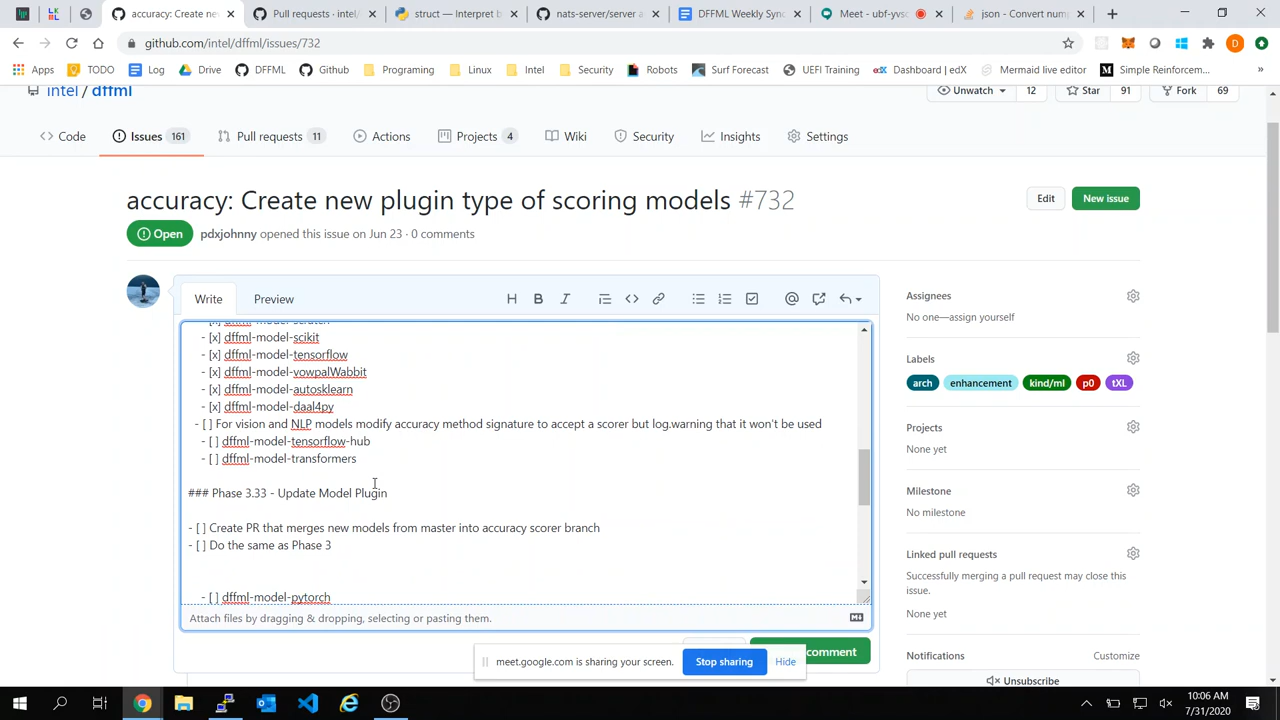 accuracy: Create new
Pull requests · intel/
struct — Interpret b
nats-server/server a
DFFML Weekly Sync
Meet - ubf-yvsc
json - Convert num
github.com/intel/dffml/issues/732
Apps
TODO
Log
Drive
DFFML
Github
Programing
Linux
Intel
Security
Robots
Surf Forecast
UEFI Training
Dashboard | edX
Mermaid live editor
Simple Reinforcem...
intel / dffml
Unwatch 12
Star 91
Fork 69
Code
Issues 161
Pull requests 11
Actions
Projects 4
Wiki
Security
Insights
Settings
accuracy: Create new plugin type of scoring models #732
Edit
New issue
Open
pdxjohnny opened this issue on Jun 23 · 0 comments
Write
Preview
- [x] dffml-model-scratch
- [x] dffml-model-scikit
- [x] dffml-model-tensorflow
- [x] dffml-model-vowpalWabbit
- [x] dffml-model-autosklearn
- [x] dffml-model-daal4py
- [ ] For vision and NLP models modify accuracy method signature to accept a scorer but log.warning that it won't be used
- [ ] dffml-model-tensorflow-hub
- [ ] dffml-model-transformers
### Phase 3.33 - Update Model Plugin
- [ ] Create PR that merges new models from master into accuracy scorer branch
- [ ] Do the same as Phase 3
- [ ] dffml-model-pytorch
Attach files by dragging & dropping, selecting or pasting them.
comment
Assignees
No one—assign yourself
Labels
arch
enhancement
kind/ml
p0
tXL
Projects
None yet
Milestone
No milestone
Linked pull requests
Successfully merging a pull request may close this
issue.
None yet
Notifications
Customize
Unsubscribe
meet.google.com is sharing your screen.
Stop sharing
Hide
10:06 AM
7/31/2020